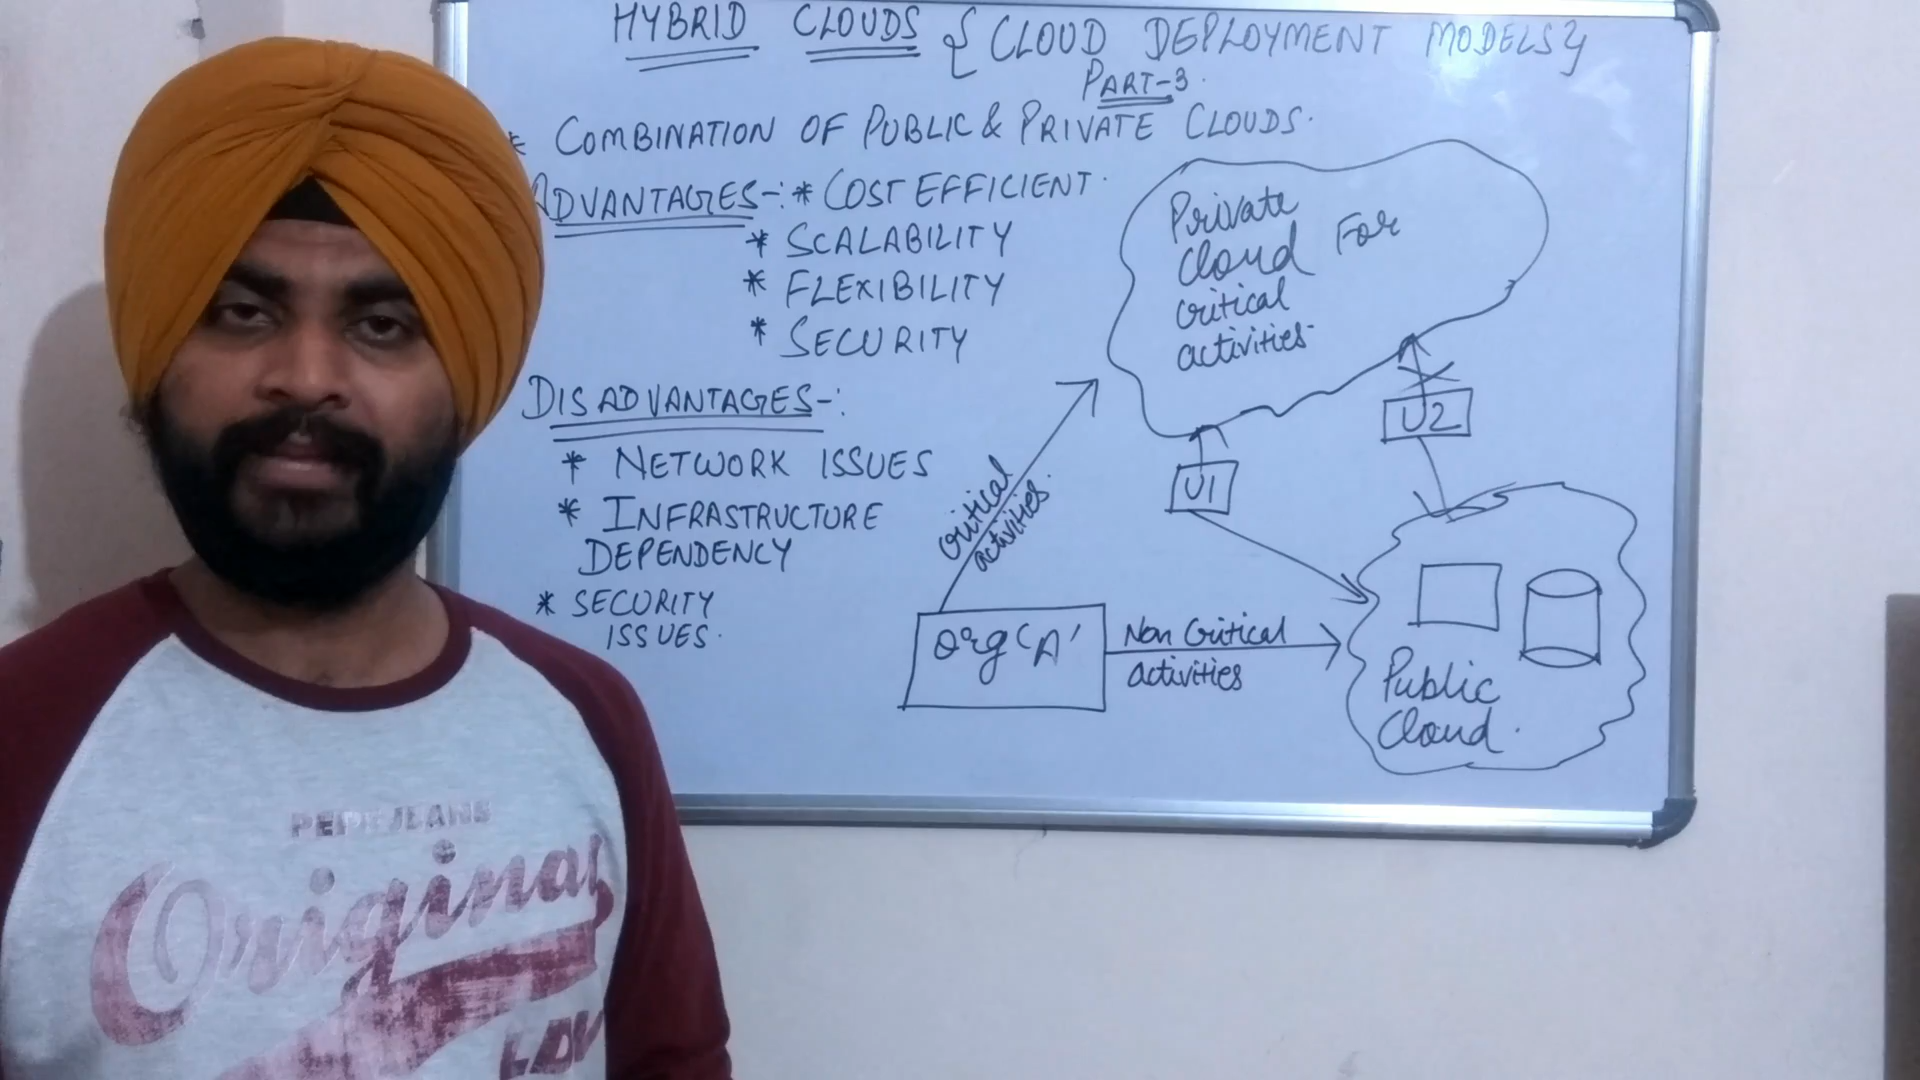 HYBRID CLOUDS { CLOUD DEPLOYMENT MODELS }
PART-3.
* COMBINATION OF PUBLIC & PRIVATE CLOUDS.
ADVANTAGES-: * COST EFFICIENT.
* SCALABILITY
* FLEXIBILITY
* SECURITY
DISADVANTAGES-:
* NETWORK ISSUES
* INFRASTRUCTURE
DEPENDENCY
* SECURITY
ISSUES.
Private
Cloud For
critical
activities.
U2
U1
critical
activities.
org 'A'
Non Critical
activities
Public
Cloud.
PEPE JEANS
Original
LDN